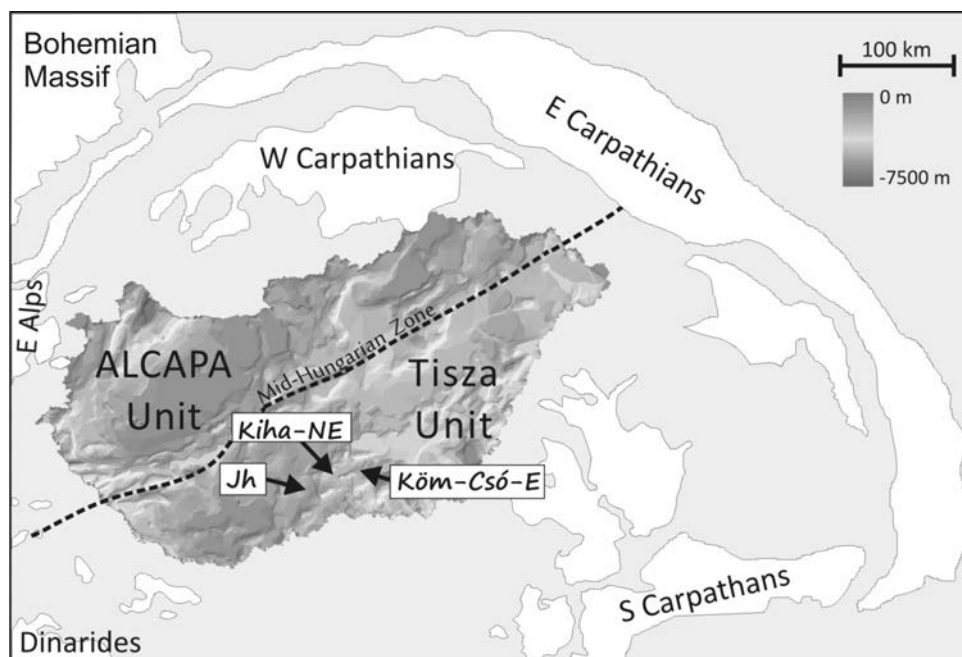 Bohemian
Massif
100 km
0 m
-7500 m
E Carpathians
W Carpathians
E Alps
Mid-Hungarian Zone
ALCAPA
Unit
Tisza
Unit
Kiha-NE
Jh
Köm-Csó-E
S Carpathans
Dinarides